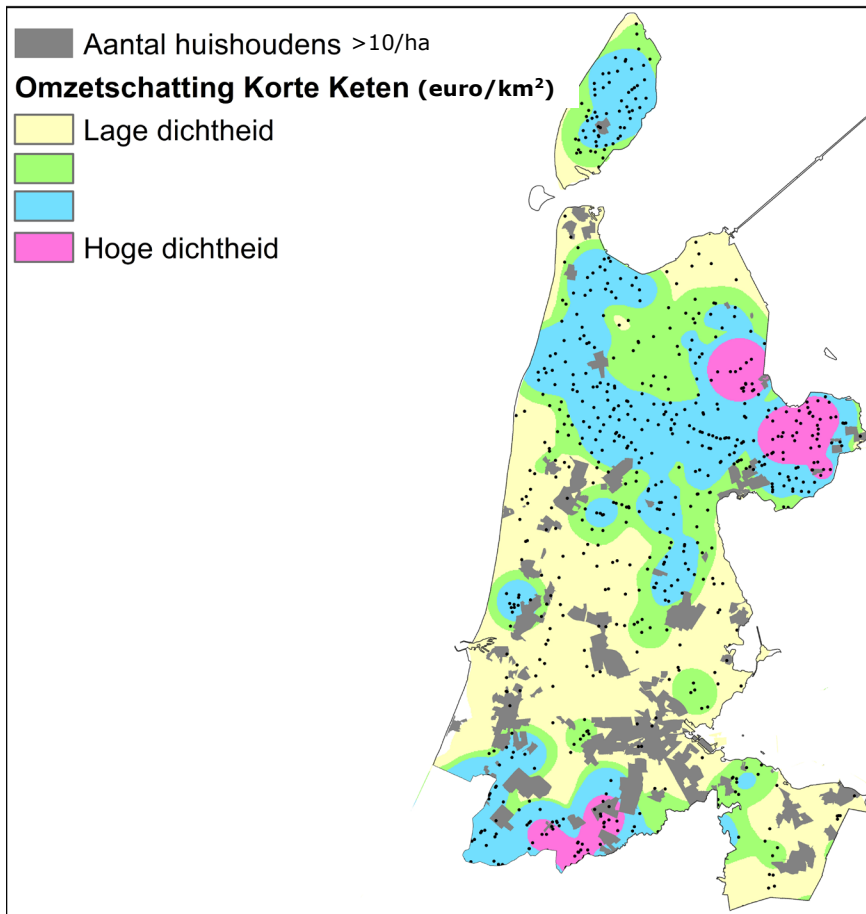 Aantal huishoudens >10/ha
Omzetschatting Korte Keten (euro/km²)
Lage dichtheid
Hoge dichtheid